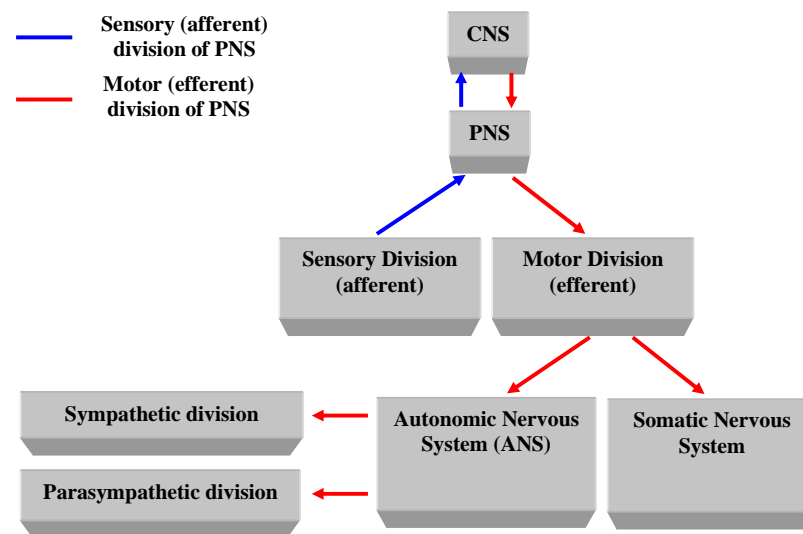 Sensory (afferent)
division of PNS
Motor (efferent)
division of PNS
CNS
PNS
Sensory Division
(afferent)
Motor Division
(efferent)
Sympathetic division
Autonomic Nervous
System (ANS)
Somatic Nervous
System
Parasympathetic division